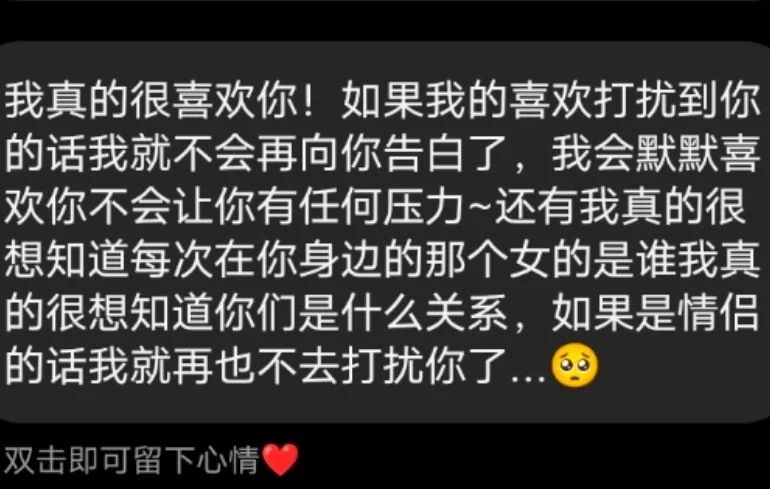 我真的很喜欢你！如果我的喜欢打扰到你
的话我就不会再向你告白了，我会默默喜
欢你不会让你有任何压力~还有我真的很
想知道每次在你身边的那个女的是谁我真
的很想知道你们是什么关系，如果是情侣
的话我就再也不去打扰你了...🥺
双击即可留下心情❤️